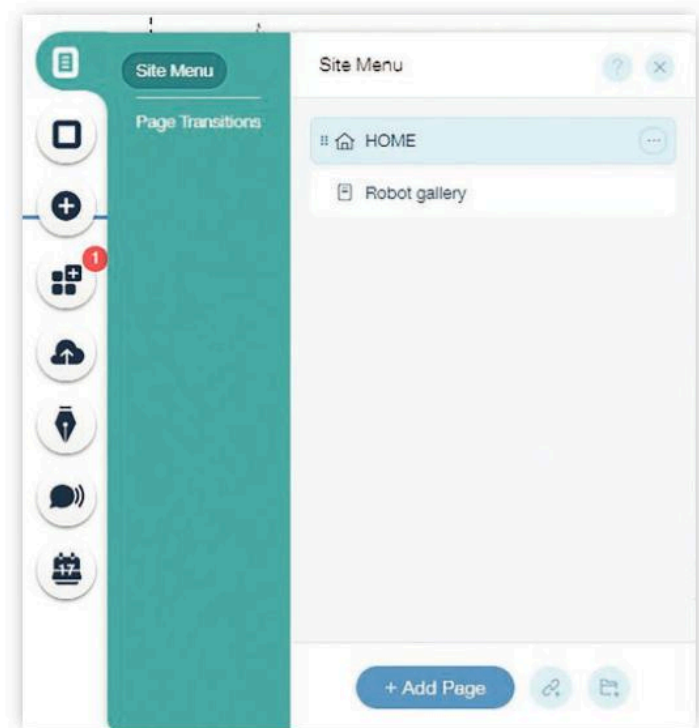 Site Menu
Page Transitions
Site Menu
?
HOME
Robot gallery
1
17
+ Add Page